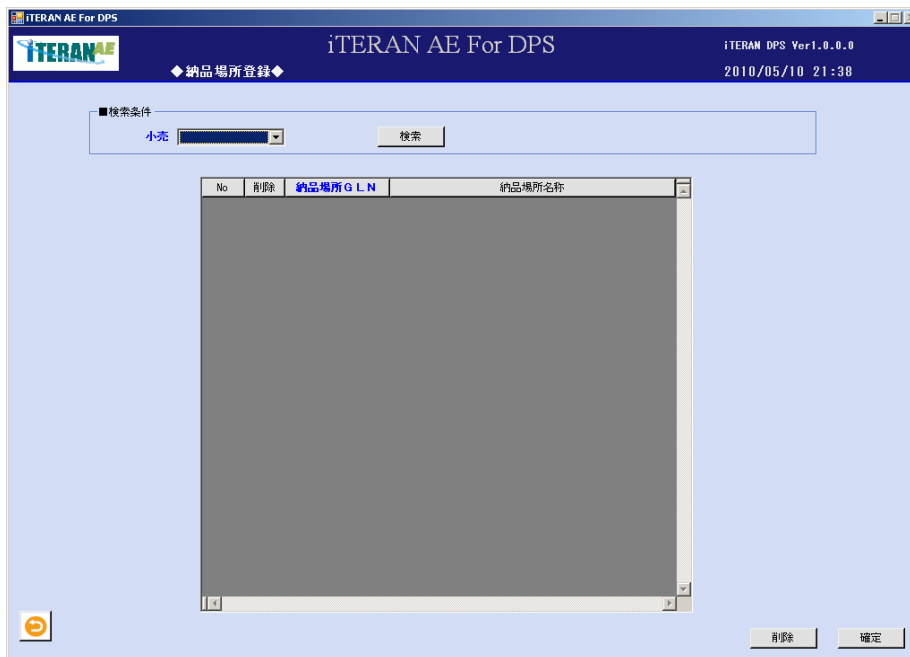 iTERAN AE For DPS
iTERAN AE
iTERAN AE For DPS
iTERAN DPS Ver1.0.0.0
◆納品場所登録◆
2010/05/10 21:38
■検索条件
小売
検索
No 削除 納品場所GLN 納品場所名称
削除 確定